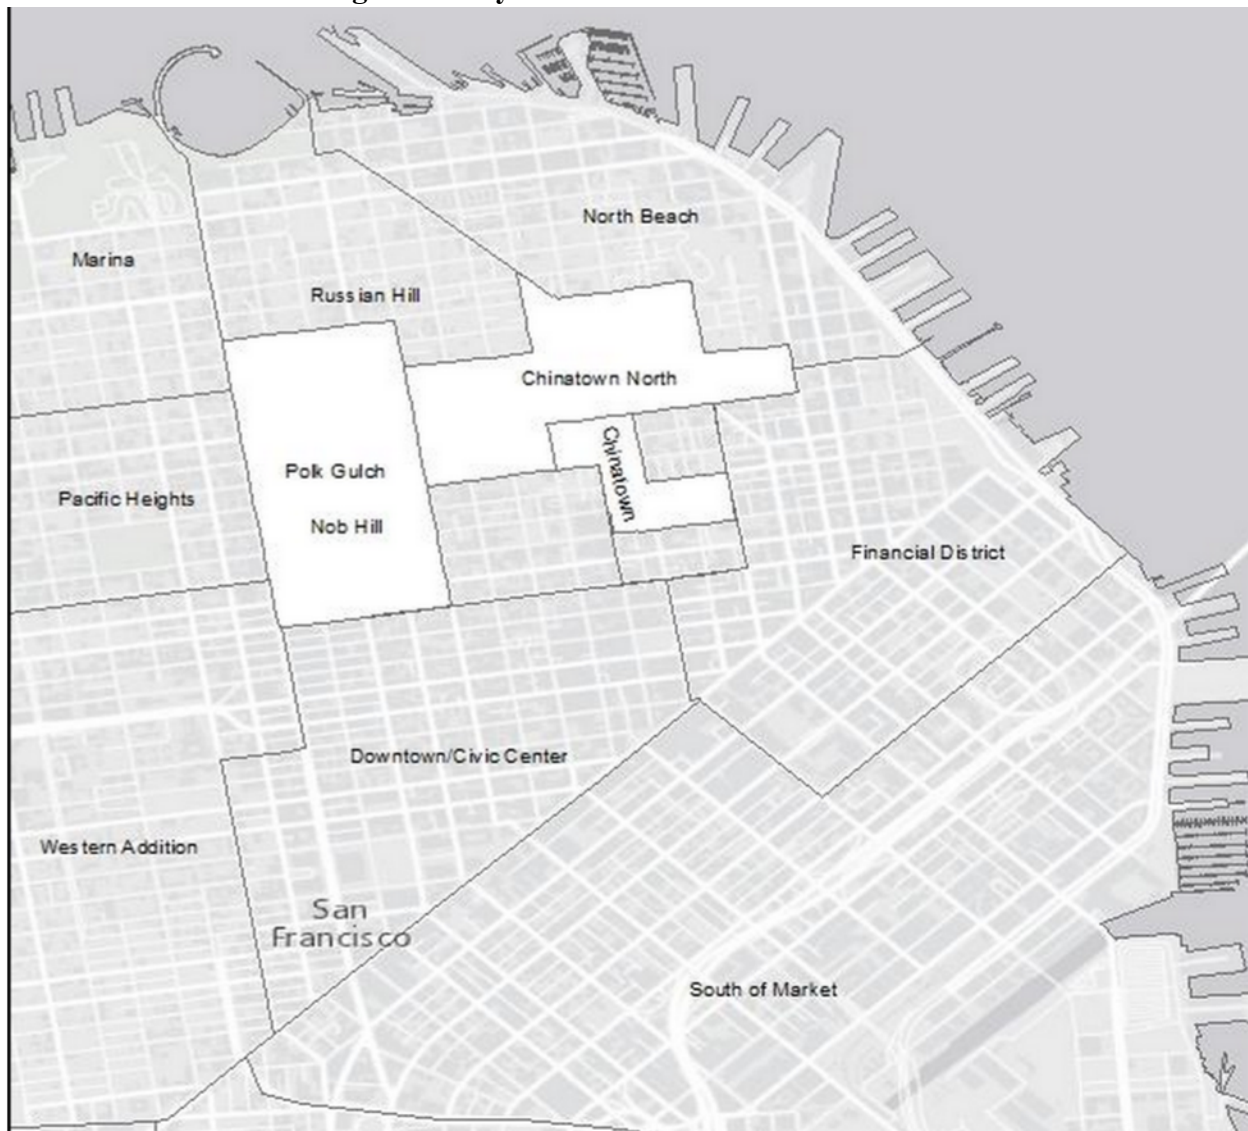 North Beach
Marina
Russian Hill
Chinatown North
Chinatown
Polk Gulch
Nob Hill
Pacific Heights
Financial District
Downtown/Civic Center
Western Addition
San
Francisco
South of Market